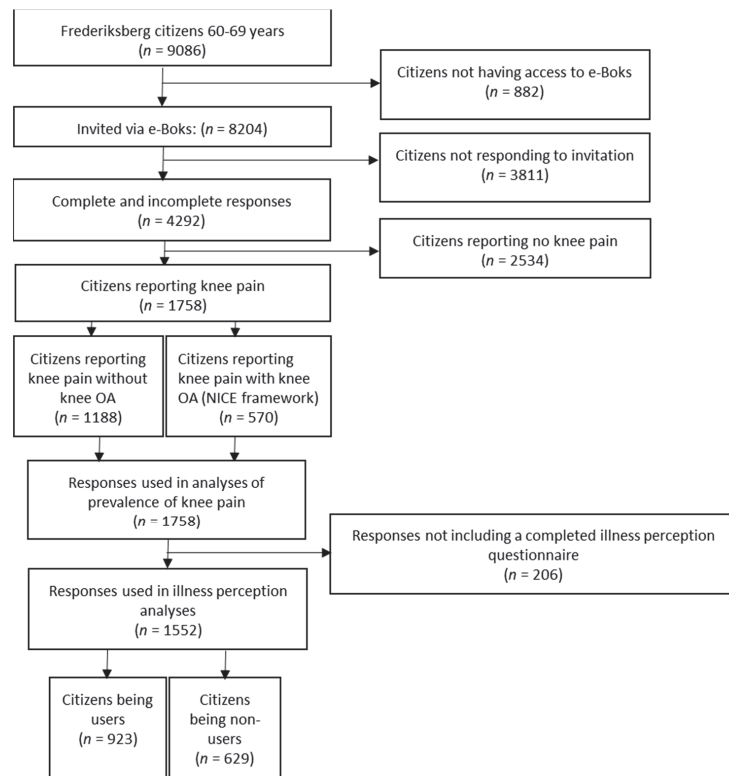 Frederiksberg citizens 60-69 years
(n = 9086)
Citizens not having access to e-Boks
(n = 882)
Invited via e-Boks: (n = 8204)
Citizens not responding to invitation
(n = 3811)
Complete and incomplete responses
(n = 4292)
Citizens reporting no knee pain
(n = 2534)
Citizens reporting knee pain
(n = 1758)
Citizens reporting
knee pain without
knee OA
(n = 1188)
Citizens reporting
knee pain with knee
OA (NICE framework)
(n = 570)
Responses used in analyses of
prevalence of knee pain
(n = 1758)
Responses not including a completed illness perception
questionnaire
(n = 206)
Responses used in illness perception
analyses
(n = 1552)
Citizens being
users
(n = 923)
Citizens
being non-
users
(n = 629)